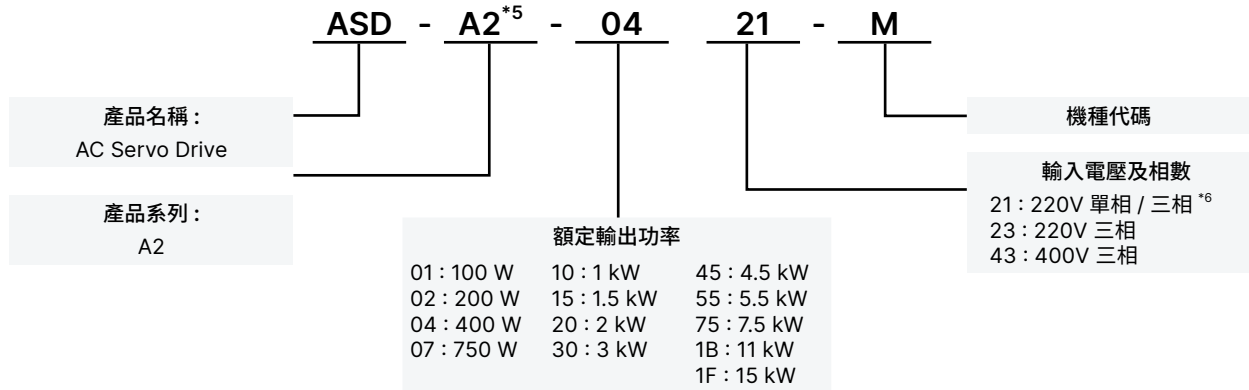 ASD - A2*5 - 04 21 - M
產品名稱 :
AC Servo Drive
產品系列 :
A2
額定輸出功率
01 : 100 W 10 : 1 kW 45 : 4.5 kW
02 : 200 W 15 : 1.5 kW 55 : 5.5 kW
04 : 400 W 20 : 2 kW 75 : 7.5 kW
07 : 750 W 30 : 3 kW 1B : 11 kW
1F : 15 kW
機種代碼
輸入電壓及相數
21 : 220V 單相 / 三相 *6
23 : 220V 三相
43 : 400V 三相